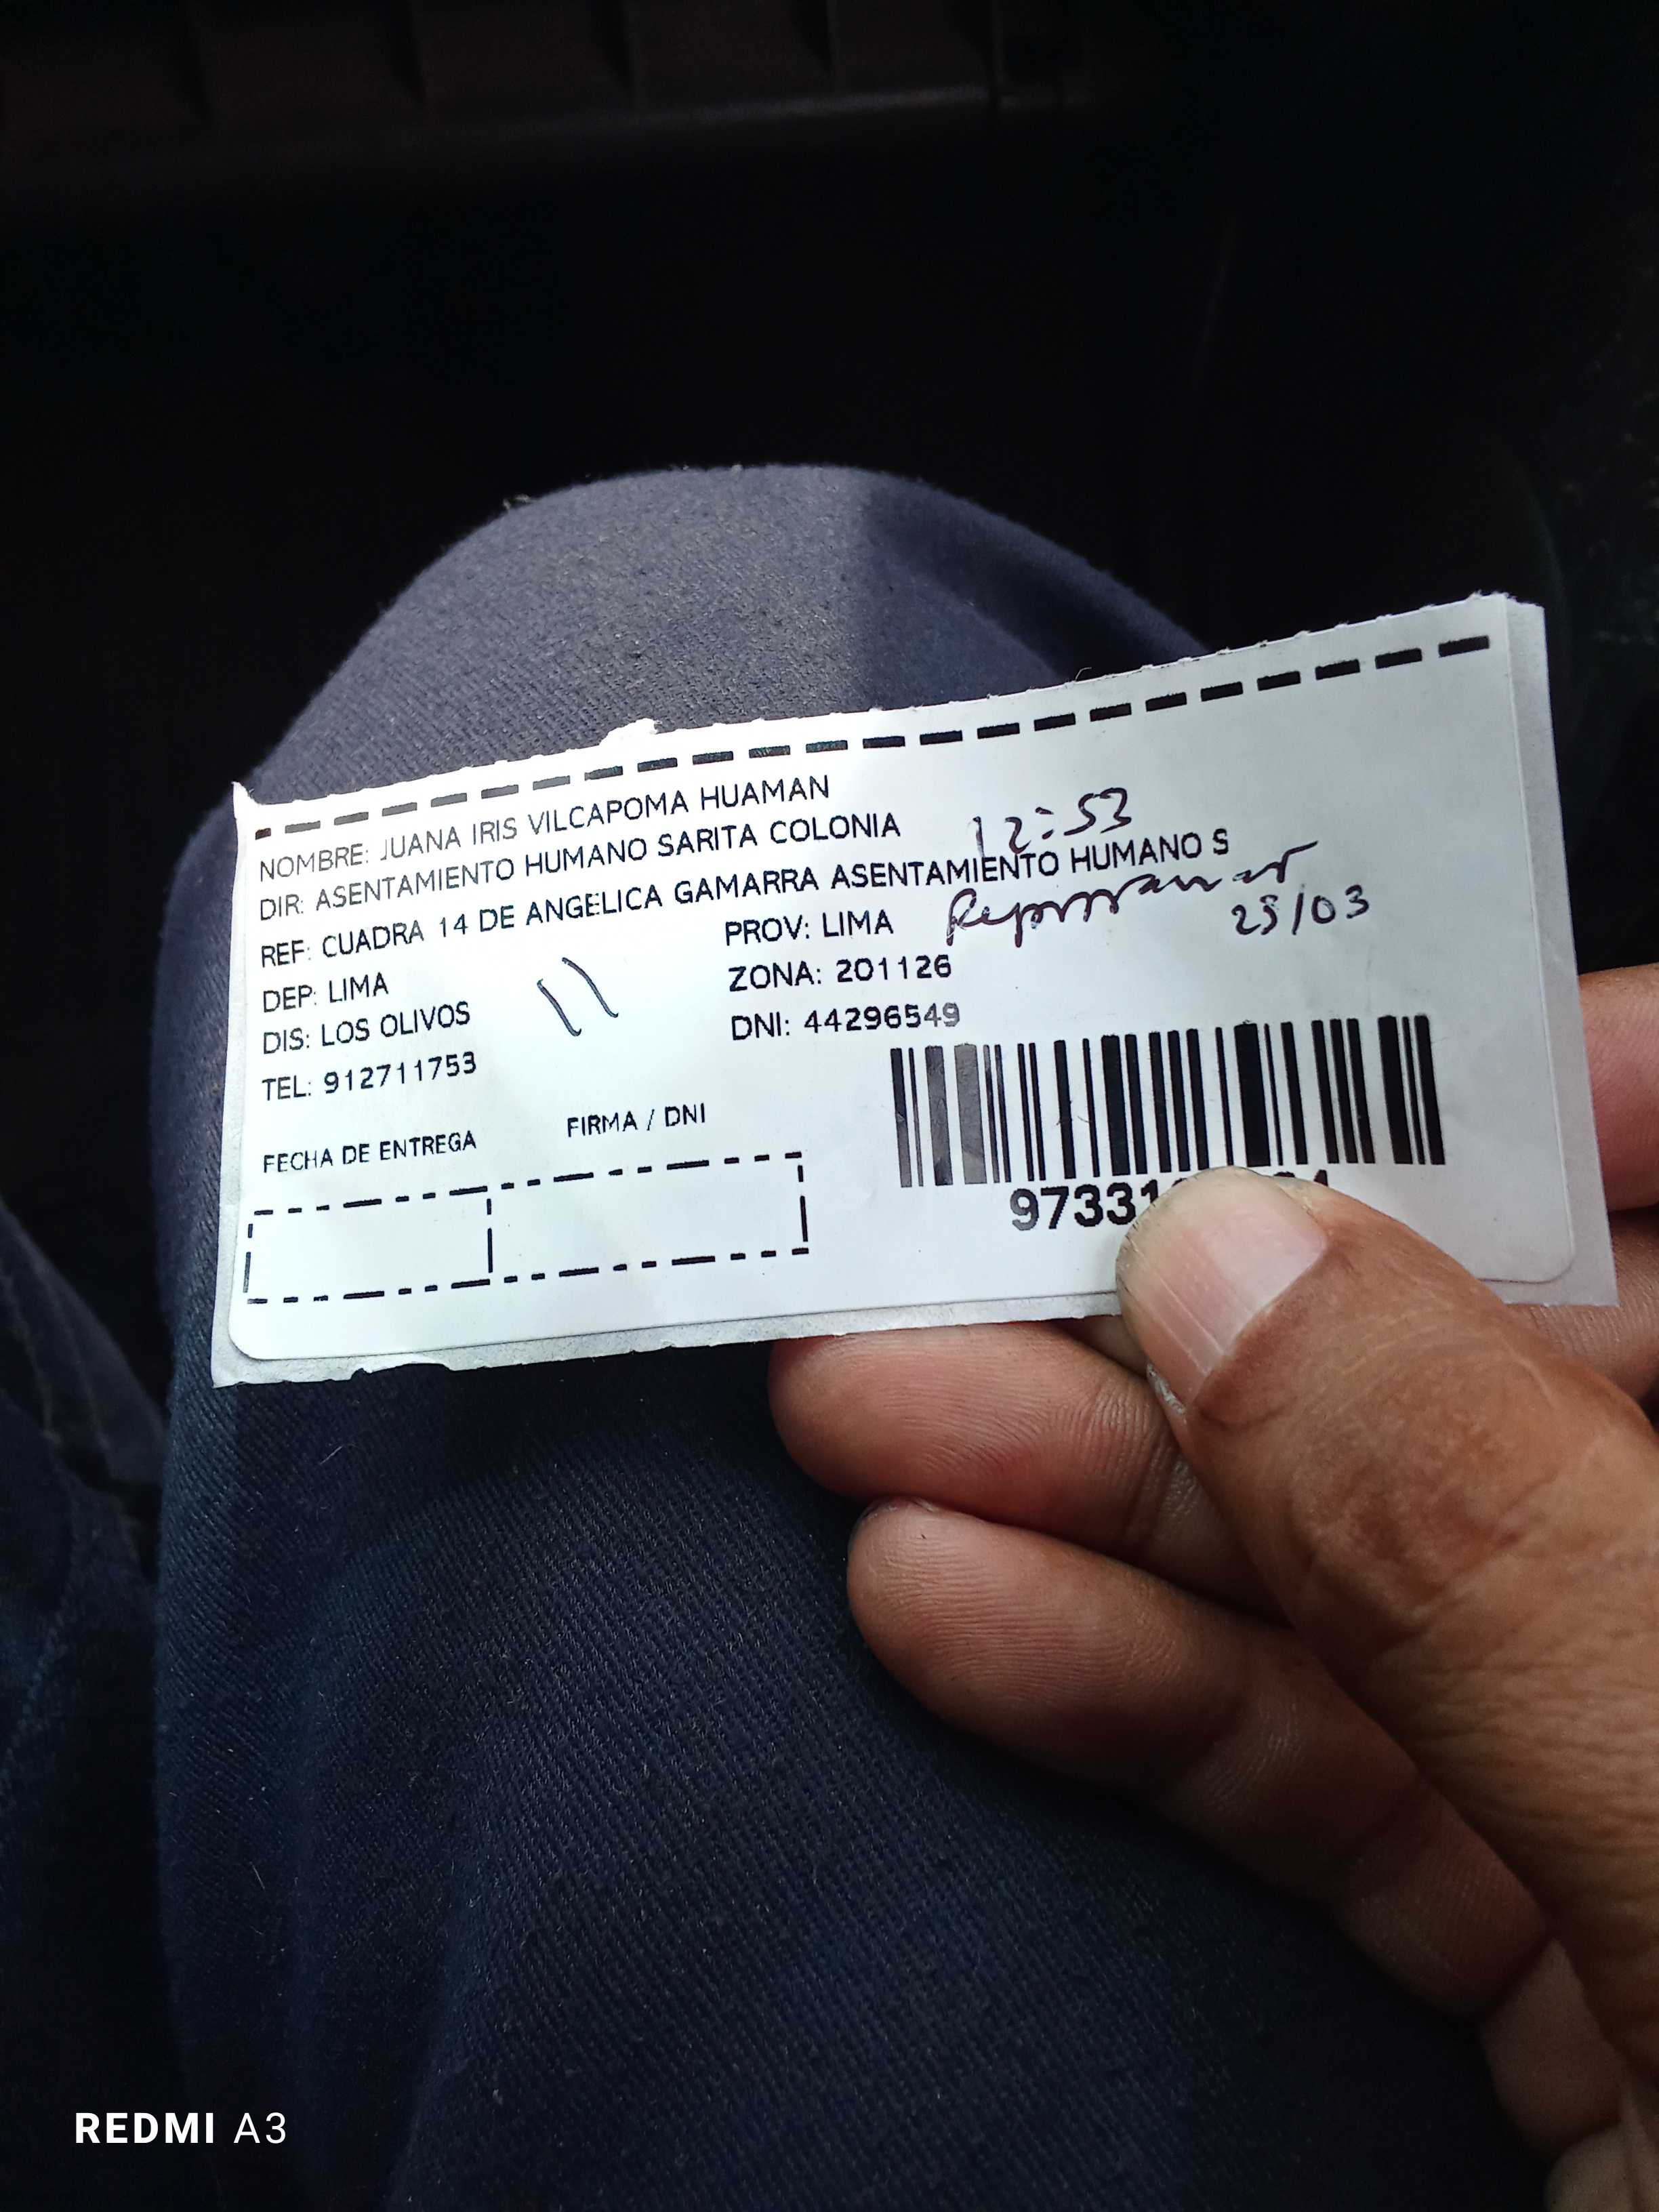 NOMBRE: JUANA IRIS VILCAPOMA HUAMAN
DIR: ASENTAMIENTO HUMANO SARITA COLONIA
12:53
REF: CUADRA 14 DE ANGELICA GAMARRA ASENTAMIENTO HUMANO S
DEP: LIMA PROV: LIMA
25/03
DIS: LOS OLIVOS ZONA: 201126
TEL: 912711753 DNI: 44296549
FECHA DE ENTREGA FIRMA / DNI
REDMI A3